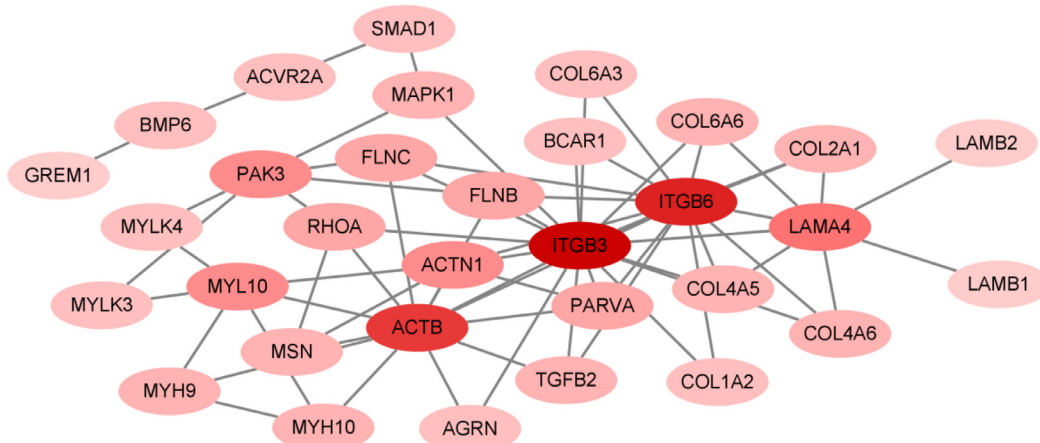 SMAD1
ACVR2A
COL6A3
MAPK1
BMP6
BCAR1
COL6A6
COL2A1
LAMB2
GREM1
PAK3
FLNC
FLNB
ITGB6
MYLK4
RHOA
ITGB3
LAMA4
ACTN1
MYLK3
MYL10
PARVA
COL4A5
LAMB1
ACTB
COL4A6
MSN
TGFB2
COL1A2
MYH9
MYH10
AGRN